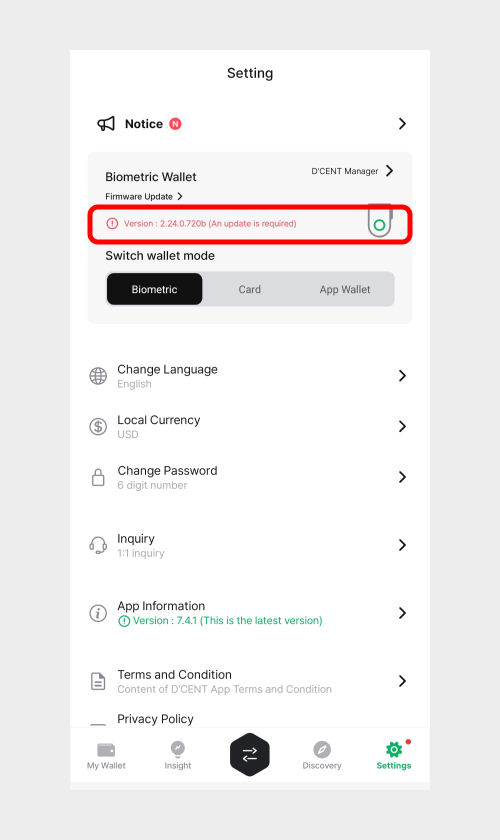 Setting
Notice N
Biometric Wallet
D'CENT Manager
Firmware Update
Version : 2.24.0.720b (An update is required)
Switch wallet mode
Biometric Card App Wallet
Change Language
English
Local Currency
USD
Change Password
6 digit number
Inquiry
1:1 inquiry
App Information
Version : 7.4.1 (This is the latest version)
Terms and Condition
Content of D'CENT App Terms and Condition
Privacy Policy
My Wallet Insight Discovery Settings